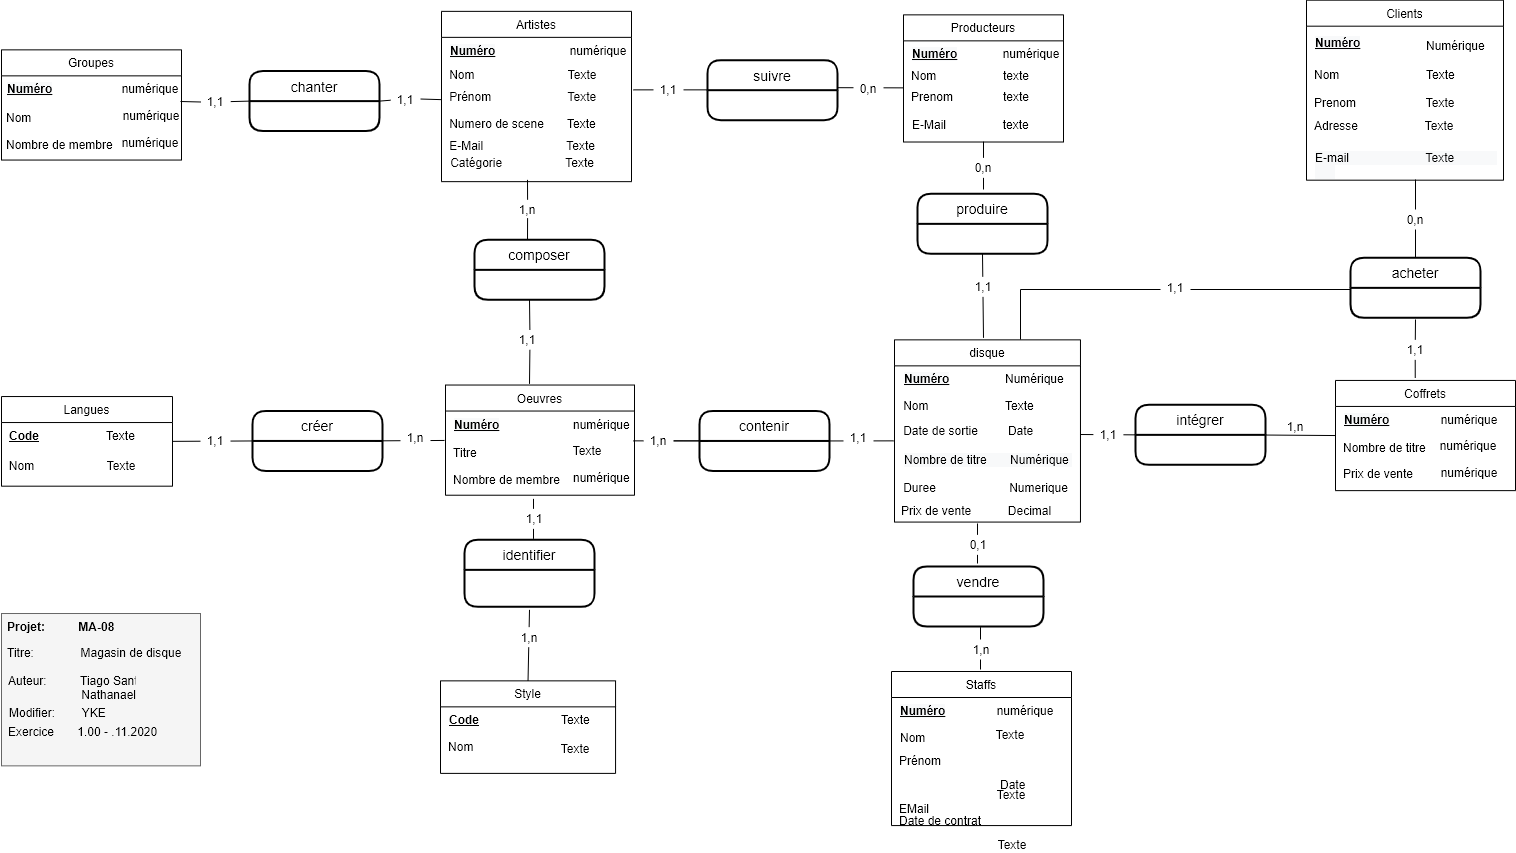 Groupes
Numéro numérique
Nom numérique
Nombre de membre numérique
1,1
chanter
1,1
Artistes
Numéro numérique
Nom Texte
Prénom Texte
Numero de scene Texte
E-Mail Texte
Catégorie Texte
1,1
suivre
0,n
Producteurs
Numéro numérique
Nom texte
Prenom texte
E-Mail texte
Clients
Numéro Numérique
Nom Texte
Prenom Texte
Adresse Texte
E-mail Texte
1,n
composer
1,1
0,n
produire
1,1
0,n
acheter
1,1
1,1
Langues
Code Texte
Nom Texte
1,1
créer
1,n
Oeuvres
Numéro numérique
Titre Texte
Nombre de membre numérique
1,n
contenir
1,1
disque
Numéro Numérique
Nom Texte
Date de sortie Date
Nombre de titre Numérique
Duree Numerique
Prix de vente Decimal
1,1
intégrer
1,n
Coffrets
Numéro numérique
Nombre de titre numérique
Prix de vente numérique
1,1
identifier
1,n
Style
Code Texte
Nom Texte
0,1
vendre
1,n
Staffs
Numéro numérique
Nom Texte
Prénom
Date
Texte
EMail
Date de contrat
Texte
Projet: MA-08
Titre: Magasin de disque
Auteur: Tiago Sant
Nathanael
Modifier: YKE
Exercice 1.00 - .11.2020